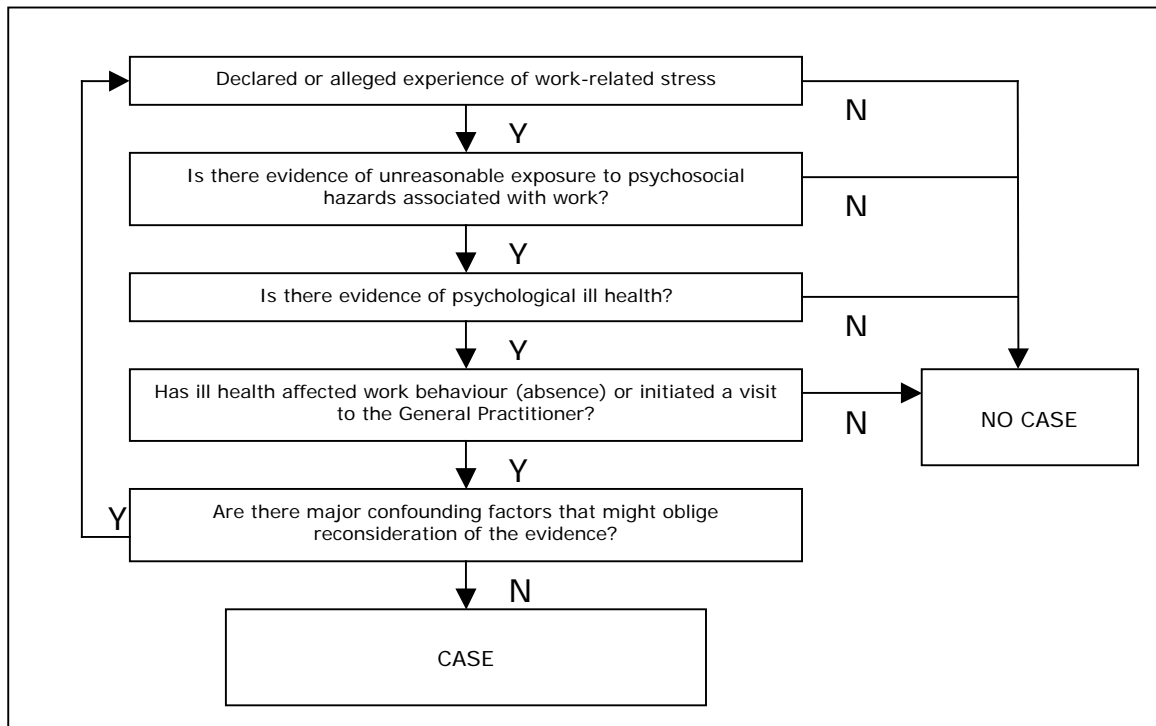 Declared or alleged experience of work-related stress
N
Y
Is there evidence of unreasonable exposure to psychosocial
hazards associated with work?
N
Y
Is there evidence of psychological ill health?
N
Y
Has ill health affected work behaviour (absence) or initiated a visit
to the General Practitioner?
N
NO CASE
Y
Are there major confounding factors that might oblige
reconsideration of the evidence?
Y
N
CASE